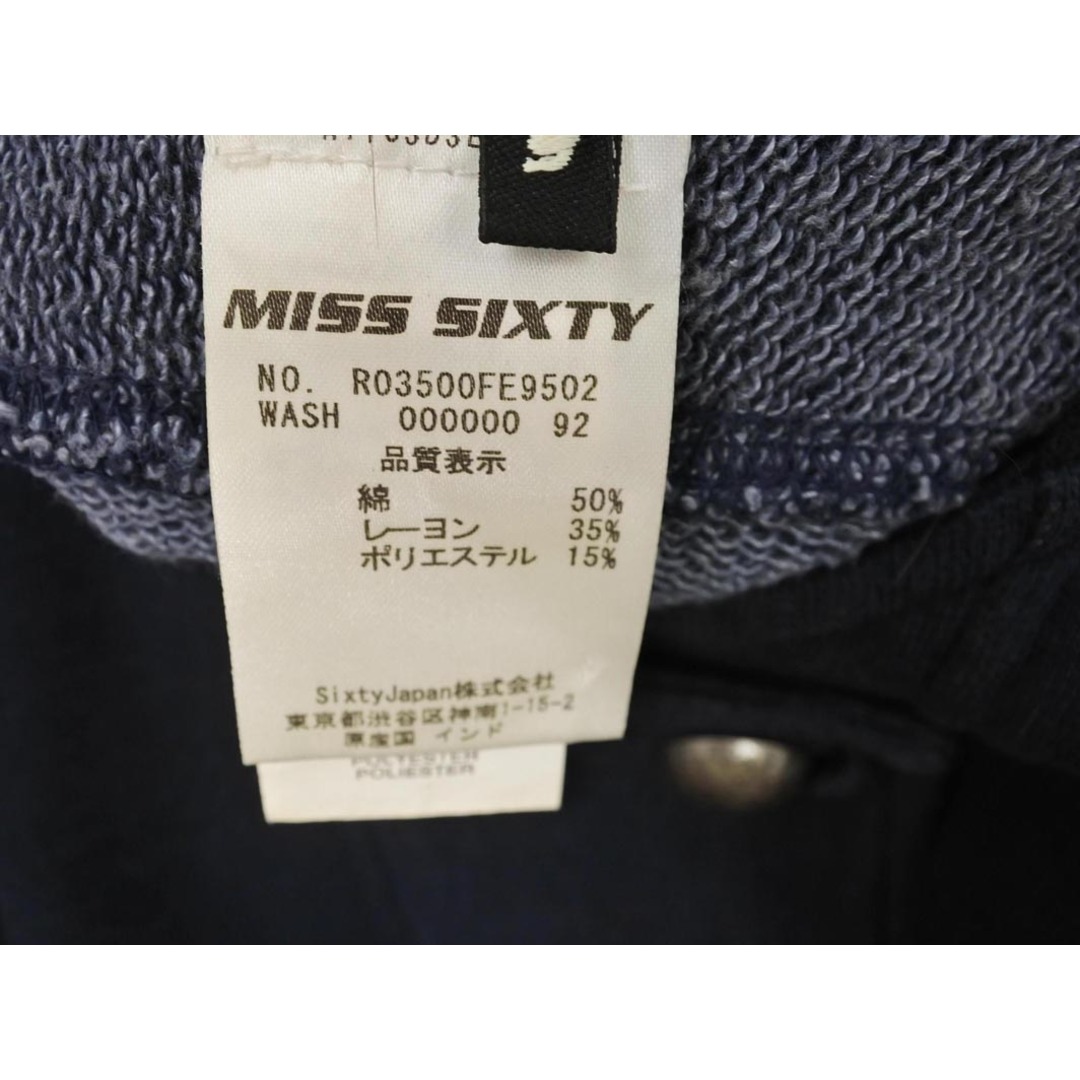 MISS SIXTY
NO. R03500FE9502
WASH 000000 92
品質表示
綿 50%
レーヨン 35%
ポリエステル 15%
SixtyJapan株式会社
東京都渋谷区神南1-15-2
原産国 インド
POLYESTER
POLIESTER